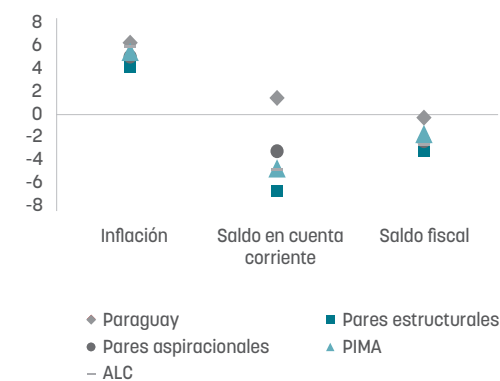 8
6
4
2
0
-2
-4
-6
-8
Inflación
Saldo en cuenta
corriente
Saldo fiscal
Paraguay
Pares estructurales
Pares aspiracionales
PIMA
ALC